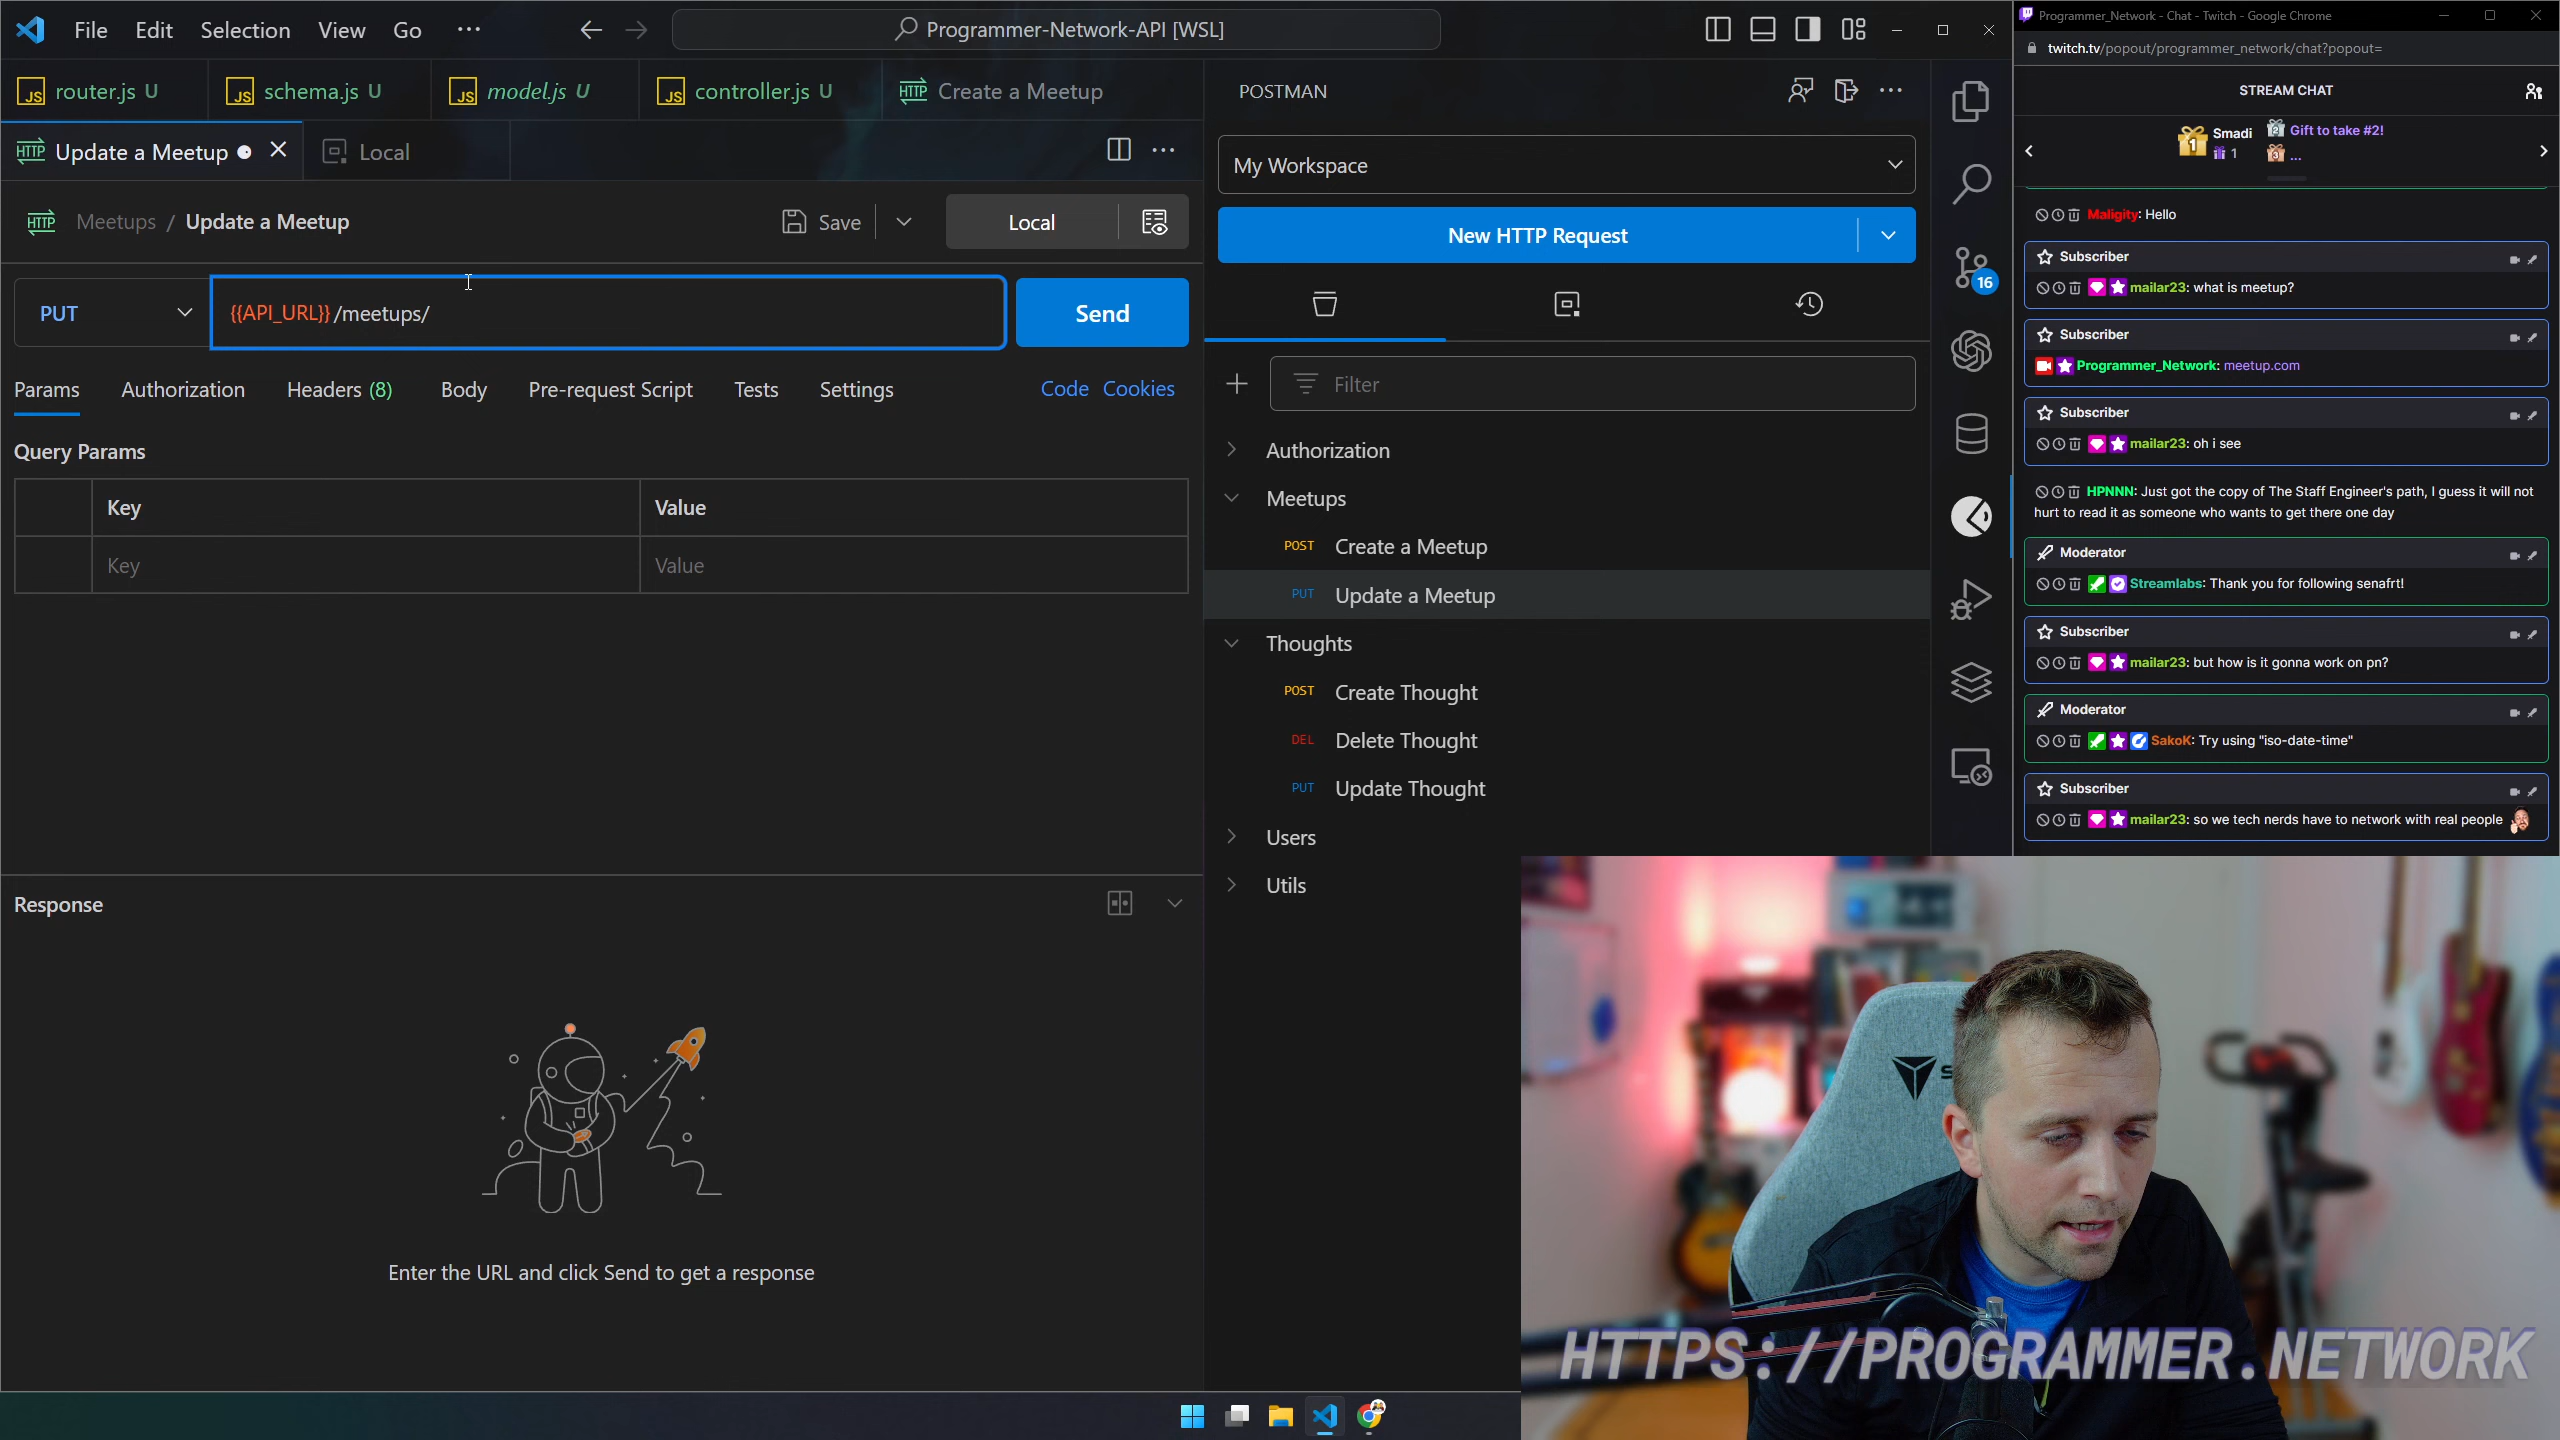 File Edit Selection View Go ···
Programmer-Network-API [WSL]
router.js U
schema.js U
model.js U
controller.js U
HTTP Create a Meetup
HTTP Update a Meetup
Local
HTTP Meetups / Update a Meetup
Save
Local
PUT
{{API_URL}}/meetups/
Send
Params Authorization Headers (8) Body Pre-request Script Tests Settings
Code Cookies
Query Params
Key Value
Key Value
Response
Enter the URL and click Send to get a response
POSTMAN
My Workspace
New HTTP Request
Filter
Authorization
Meetups
POST Create a Meetup
PUT Update a Meetup
Thoughts
POST Create Thought
DEL Delete Thought
PUT Update Thought
Users
Utils
16
Programmer_Network - Chat - Twitch - Google Chrome
twitch.tv/popout/programmer_network/chat?popout=
STREAM CHAT
1 Smadi
1
Gift to take #2!
...
Maligity: Hello
Subscriber
mailar23: what is meetup?
Subscriber
Programmer_Network: meetup.com
Subscriber
mailar23: oh i see
HPNNN: Just got the copy of The Staff Engineer's path, I guess it will not
hurt to read it as someone who wants to get there one day
Moderator
Streamlabs: Thank you for following senafrt!
Subscriber
mailar23: but how is it gonna work on pn?
Moderator
SakoK: Try using "iso-date-time"
Subscriber
mailar23: so we tech nerds have to network with real people
HTTPS://PROGRAMMER.NETWORK